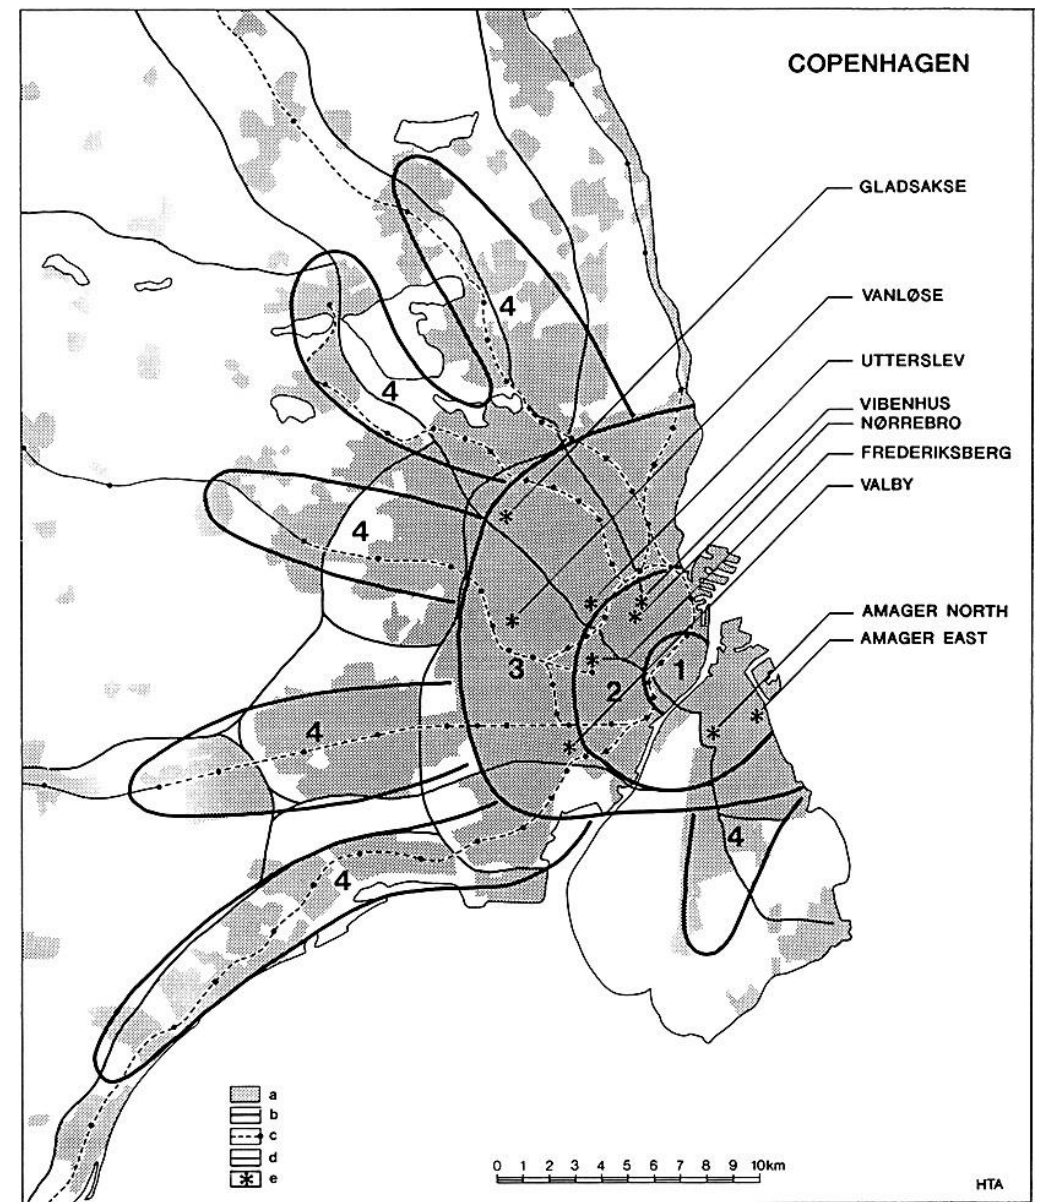 COPENHAGEN
GLADSAKSE
VANLØSE
UTTERSLEV
VIBENHUS
NØRREBRO
FREDERIKSBERG
VALBY
AMAGER NORTH
AMAGER EAST
4
4
4
3
2
1
4
4
4
a
b
c
d
e
0 1 2 3 4 5 6 7 8 9 10km
HTA